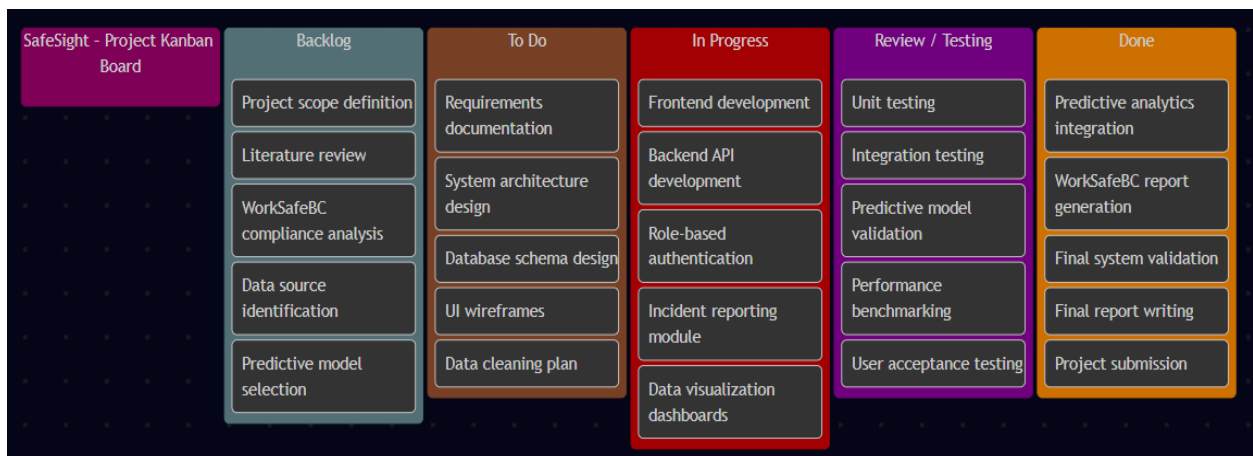 SafeSight - Project Kanban
Board
Backlog
Project scope definition
Literature review
WorkSafeBC
compliance analysis
Data source
identification
Predictive model
selection
To Do
Requirements
documentation
System architecture
design
Database schema design
UI wireframes
Data cleaning plan
In Progress
Frontend development
Backend API
development
Role-based
authentication
Incident reporting
module
Data visualization
dashboards
Review / Testing
Unit testing
Integration testing
Predictive model
validation
Performance
benchmarking
User acceptance testing
Done
Predictive analytics
integration
WorkSafeBC report
generation
Final system validation
Final report writing
Project submission